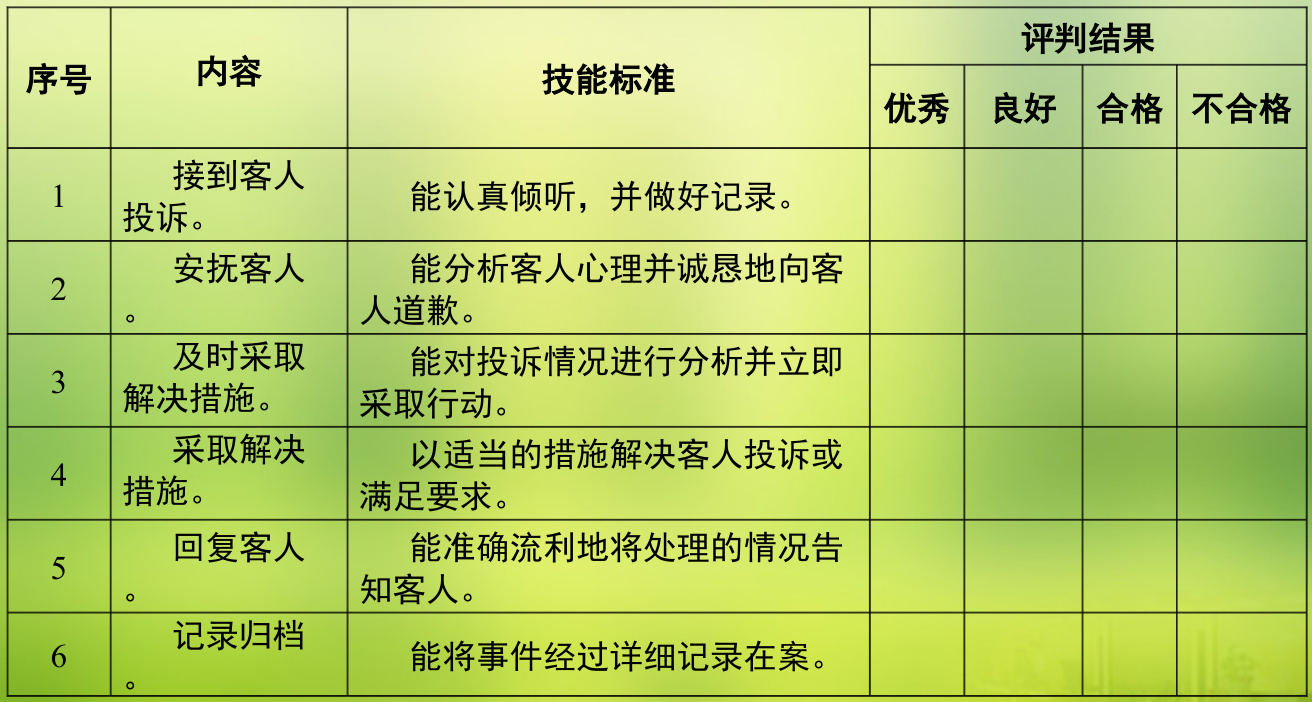 序号
内容
技能标准
评判结果
优秀
良好
合格
不合格
1
接到客人
投诉。
能认真倾听，并做好记录。
2
安抚客人
。
能分析客人心理并诚恳地向客
人道歉。
3
及时采取
解决措施。
能对投诉情况进行分析并立即
采取行动。
4
采取解决
措施。
以适当的措施解决客人投诉或
满足要求。
5
回复客人
。
能准确流利地将处理的情况告
知客人。
6
记录归档
。
能将事件经过详细记录在案。